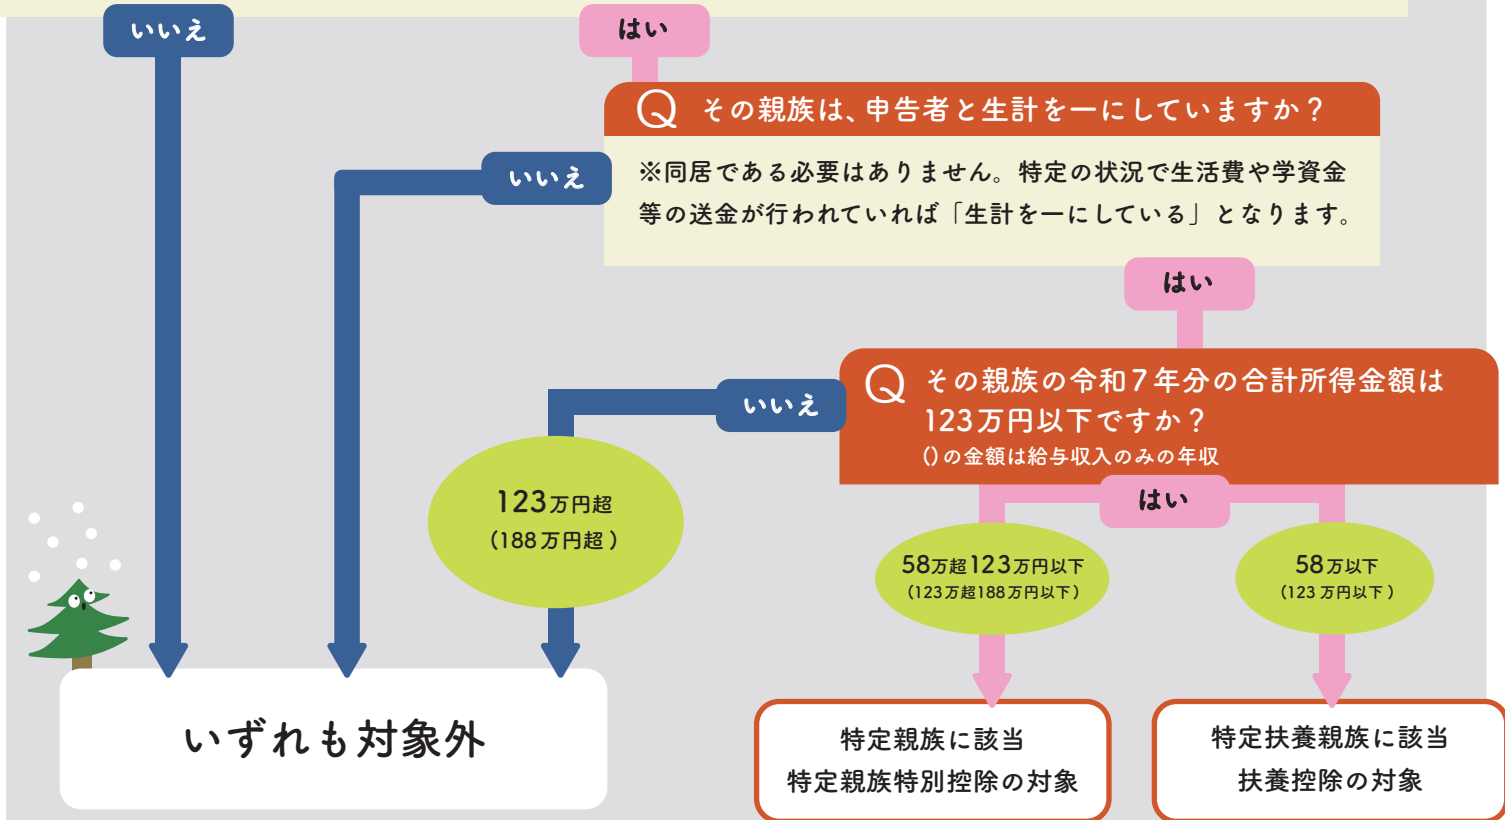 いいえ
はい
Q その親族は、申告者と生計を一にしていますか？
いいえ
※同居である必要はありません。特定の状況で生活費や学資金
等の送金が行われていれば「生計を一にしている」となります。
はい
いいえ
Q その親族の令和7年分の合計所得金額は
123万円以下ですか？
()の金額は給与収入のみの年収
はい
123万円超
(188万円超)
58万超123万円以下
(123万超188万円以下)
58万以下
(123万円以下)
いずれも対象外
特定親族に該当
特定親族特別控除の対象
特定扶養親族に該当
扶養控除の対象